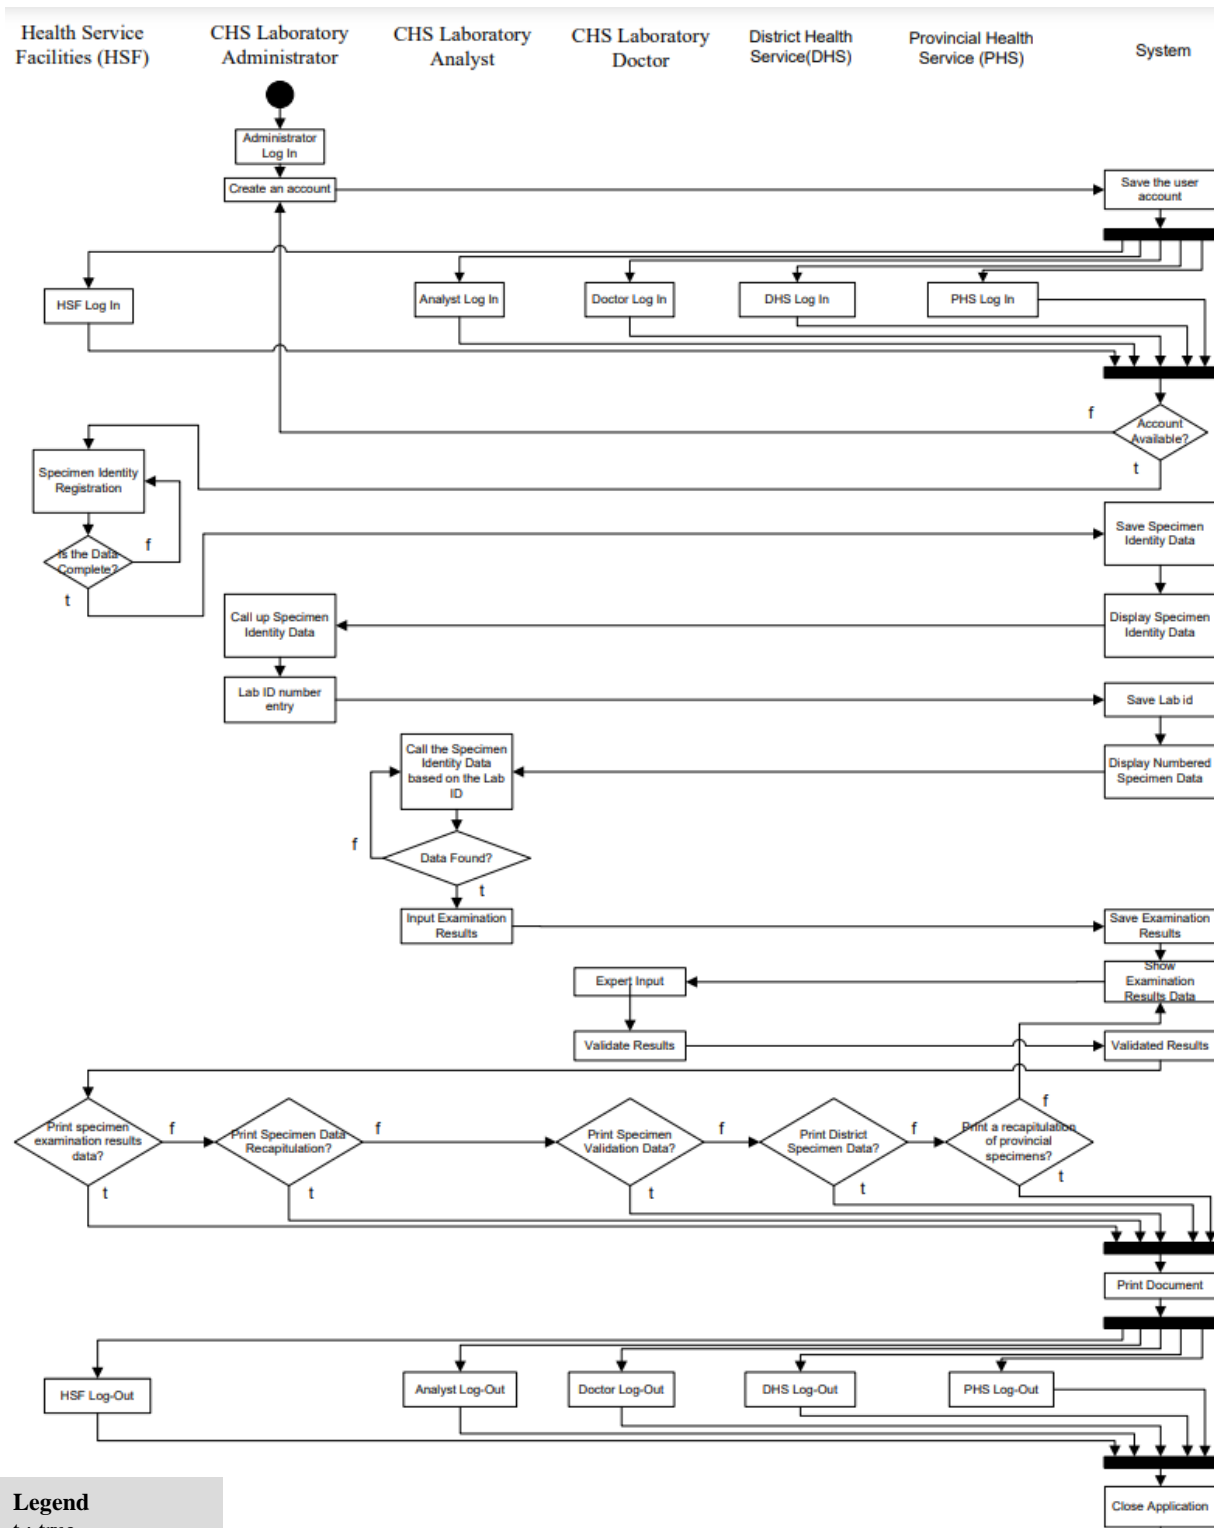 Health Service
Facilities (HSF)
CHS Laboratory
Administrator
CHS Laboratory
Analyst
CHS Laboratory
Doctor
District Health
Service(DHS)
Provincial Health
Service (PHS)
System
Administrator
Log In
Create an account
Save the user
account
HSF Log In
Analyst Log In
Doctor Log In
DHS Log In
PHS Log In
f
Account
Available?
t
Specimen Identity
Registration
Is the Data
Complete?
f
t
Save Specimen
Identity Data
Call up Specimen
Identity Data
Display Specimen
Identity Data
Lab ID number
entry
Save Lab id
Call the Specimen
Identity Data
based on the Lab
ID
Display Numbered
Specimen Data
f
Data Found?
t
Input Examination
Results
Save Examination
Results
Expert Input
Show
Examination
Results Data
Validate Results
Validated Results
Print specimen
examination results
data?
f
t
Print Specimen Data
Recapitulation?
f
t
Print Specimen
Validation Data?
f
t
Print District
Specimen Data?
f
t
f
Print a recapitulation
of provincial
specimens?
t
Print Document
HSF Log-Out
Analyst Log-Out
Doctor Log-Out
DHS Log-Out
PHS Log-Out
Close Application
Legend
t : true